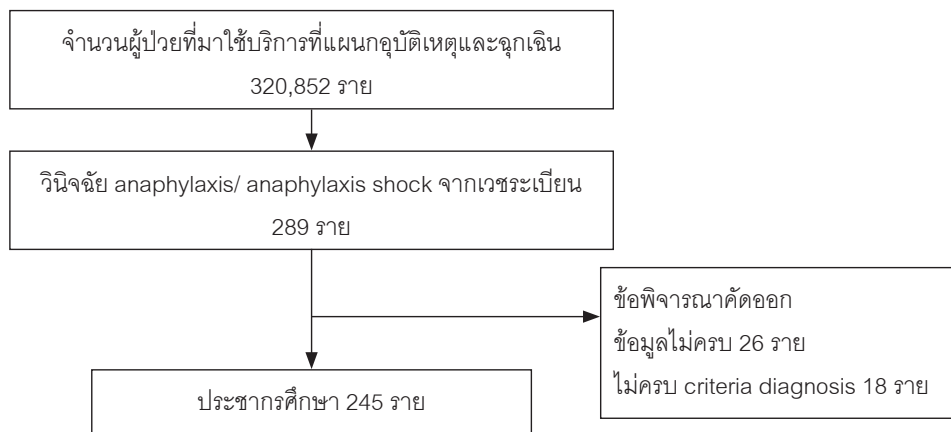 จำนวนผู้ป่วยที่มาใช้บริการที่แผนกอุบัติเหตุและฉุกเฉิน
320,852 ราย
วินิจฉัย anaphylaxis/ anaphylaxis shock จากเวชระเบียน
289 ราย
ข้อพิจารณาคัดออก
ข้อมูลไม่ครบ 26 ราย
ไม่ครบ criteria diagnosis 18 ราย
ประชากรศึกษา 245 ราย